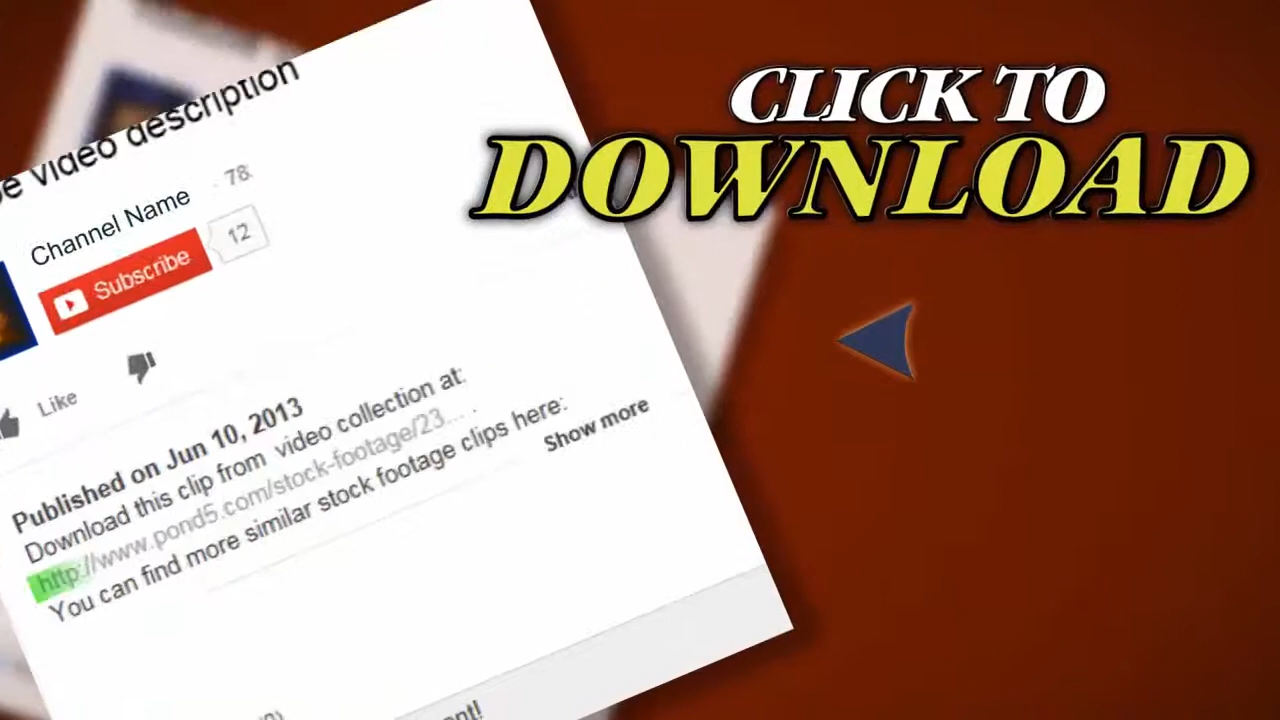 CLICK TO
DOWNLOAD
video description
Channel Name
78
Subscribe
12
Like
Published on Jun 10, 2013
Download this clip from video collection at:
http://www.pond5.com/stock-footage/23... .
You can find more similar stock footage clips here:
Show more